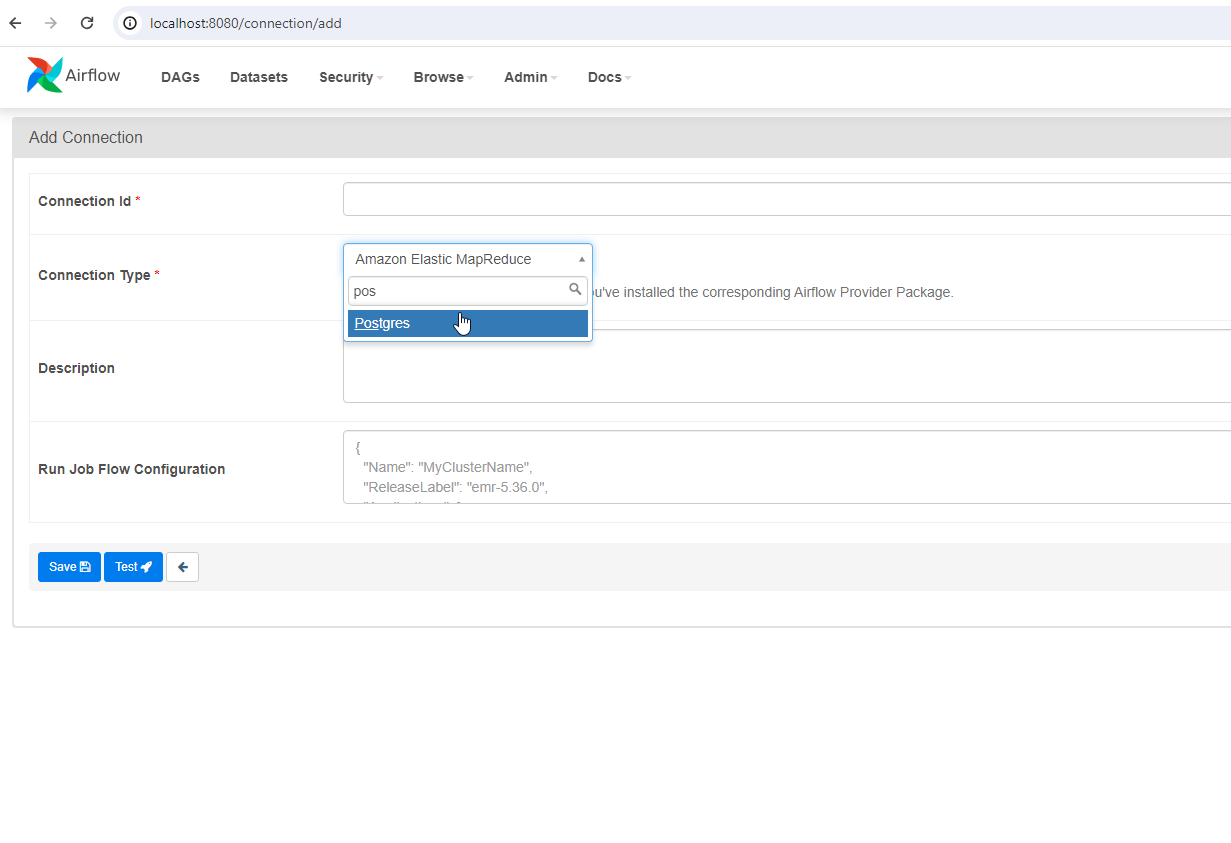 localhost:8080/connection/add
Airflow DAGs Datasets Security Browse Admin Docs
Add Connection
Connection Id *
Connection Type *
Amazon Elastic MapReduce
pos
Postgres
u've installed the corresponding Airflow Provider Package.
Description
Run Job Flow Configuration
{
"Name": "MyClusterName",
"ReleaseLabel": "emr-5.36.0",
Save Test